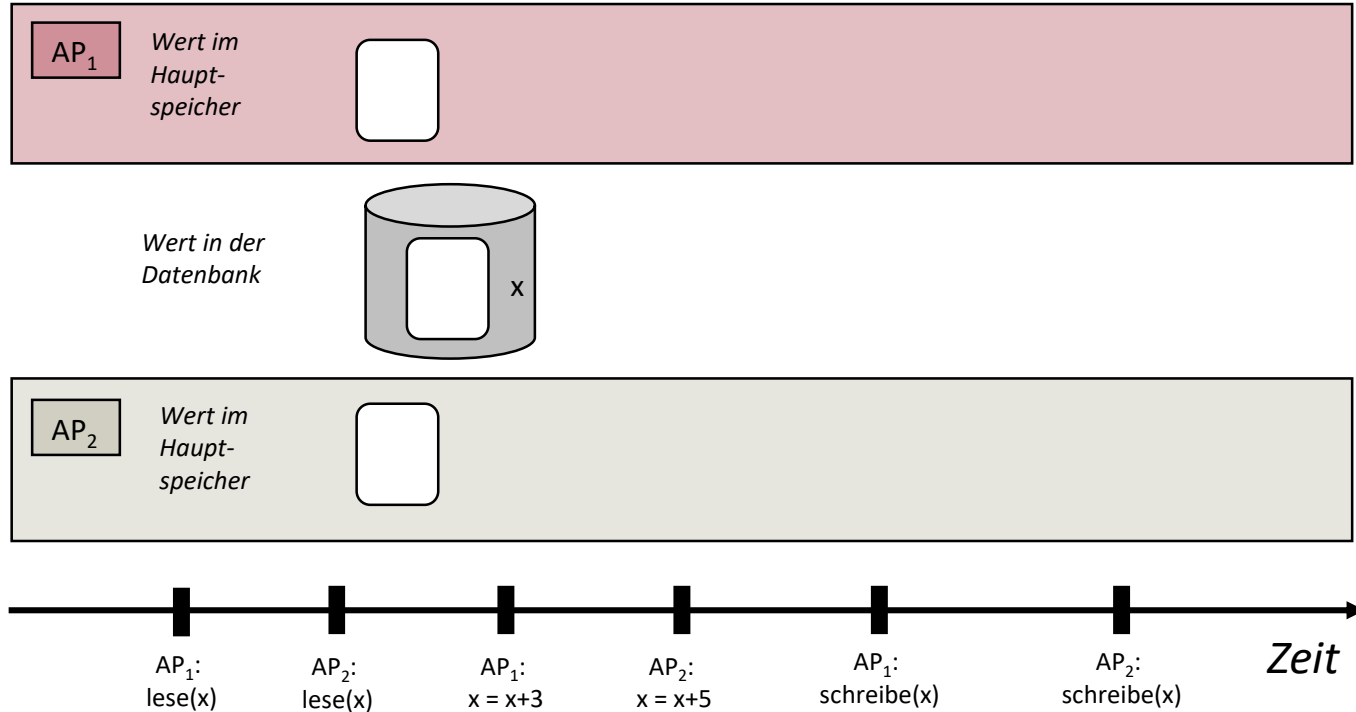 AP₁
Wert im
Haupt-
speicher
Wert in der
Datenbank
x
AP₂
Wert im
Haupt-
speicher
AP₁:
lese(x)
AP₂:
lese(x)
AP₁:
x = x+3
AP₂:
x = x+5
AP₁:
schreibe(x)
AP₂:
schreibe(x)
Zeit